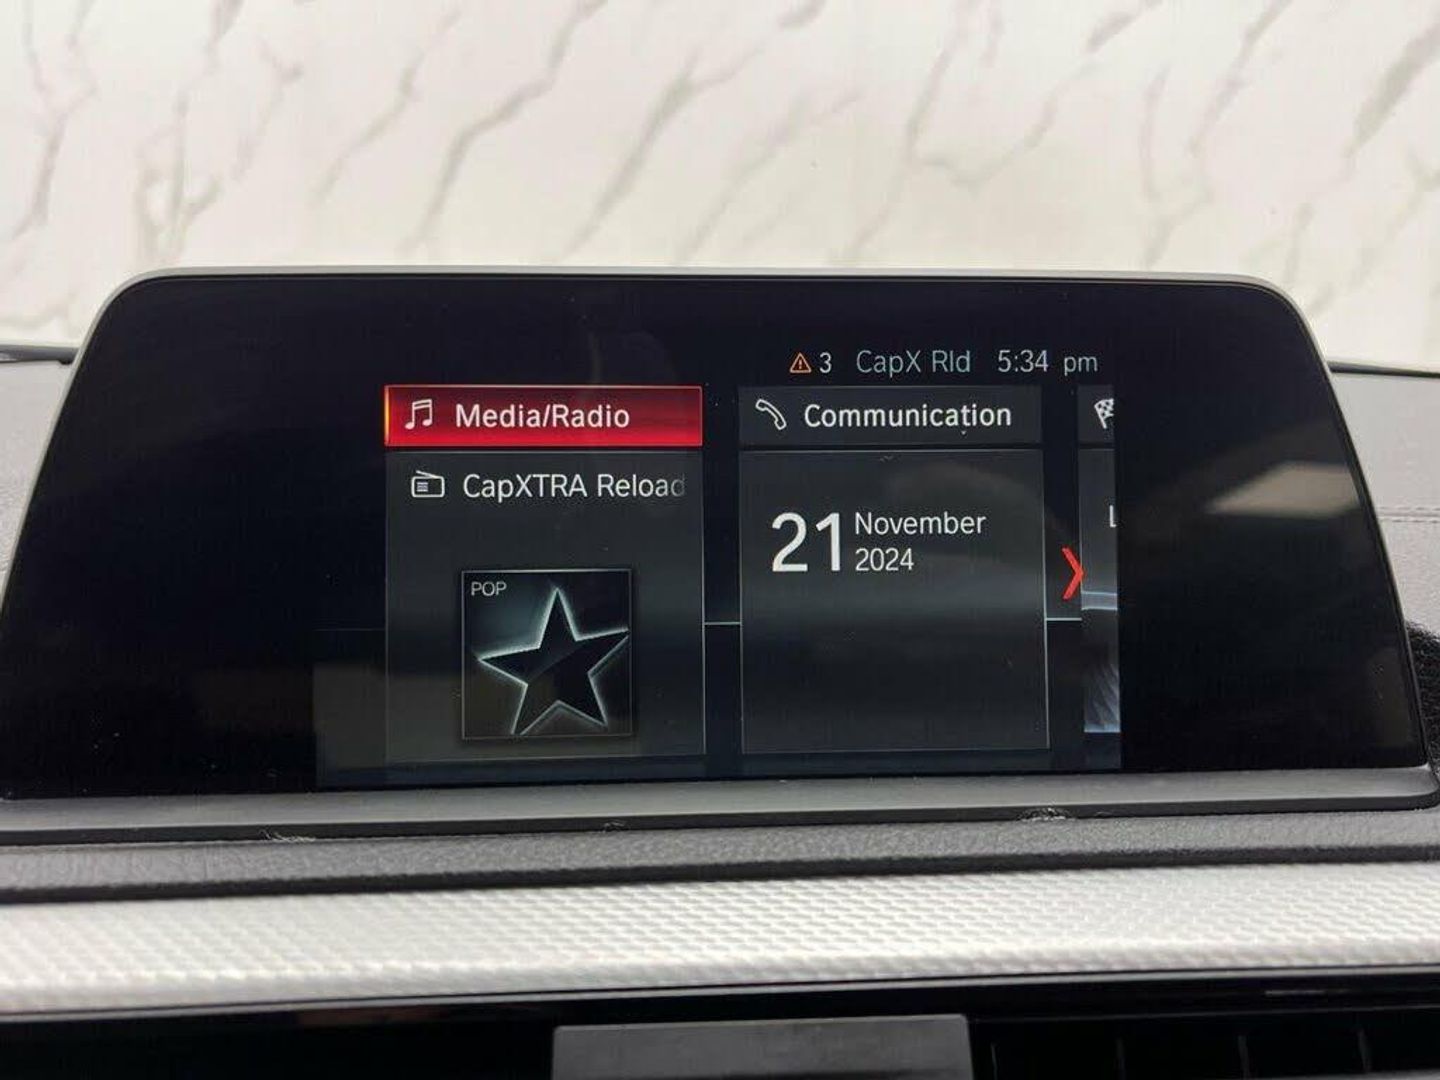 3 CapX Rld 5:34 pm
Media/Radio
Communication
CapXTRA Reload
21 November
2024
POP